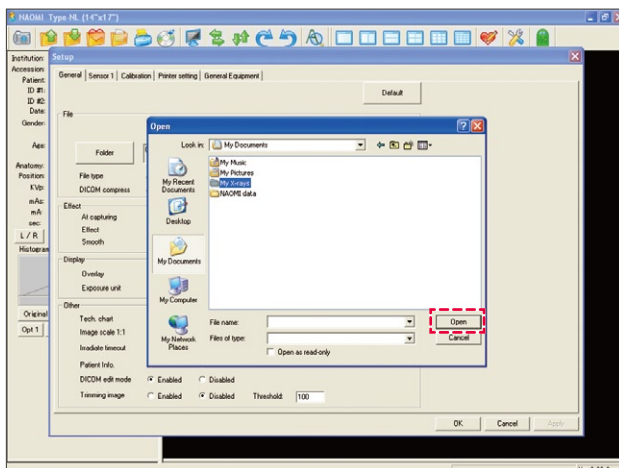 NAOMI Type-NL (14"x17")
Institution:
Accession:
Patient:
ID #1:
ID #2:
Date:
Gender:
Age:
Anatomy:
Position:
KVp:
mAs:
mA:
sec:
L / R
Histogram
Original
Opt 1
Setup
General Sensor 1 Calibration Printer setting General Equipment
Default
File
Folder
File type
DICOM compress
Effect
At capturing
Effect
Smooth
Display
Overlay
Exposure unit
Other
Tech. chart
Image scale 1:1
Irradiate timeout
Patient Info.
DICOM edit mode Enabled Disabled
Trimming image Enabled Disabled Threshold: 100
OK Cancel Apply
Open
Look in: My Documents
My Recent Documents
Desktop
My Documents
My Computer
My Network Places
My Music
My Pictures
My X-rays
NAOMI data
File name: Open
Files of type: Cancel
Open as read-only